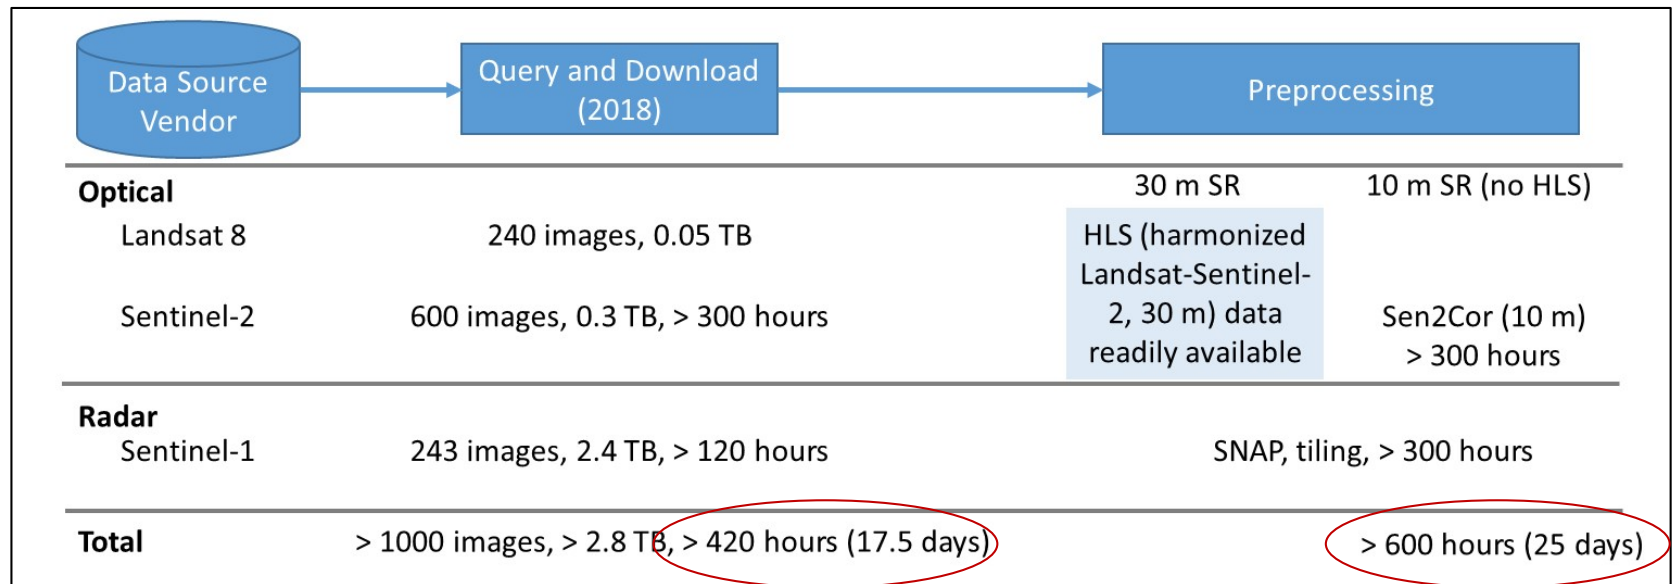 Data Source
Vendor
Query and Download
(2018)
Preprocessing
Optical
30 m SR
10 m SR (no HLS)
Landsat 8
240 images, 0.05 TB
HLS (harmonized
Landsat-Sentinel-
2, 30 m) data
readily available
Sentinel-2
600 images, 0.3 TB, > 300 hours
Sen2Cor (10 m)
> 300 hours
Radar
Sentinel-1
243 images, 2.4 TB, > 120 hours
SNAP, tiling, > 300 hours
Total
> 1000 images, > 2.8 TB, > 420 hours (17.5 days)
> 600 hours (25 days)